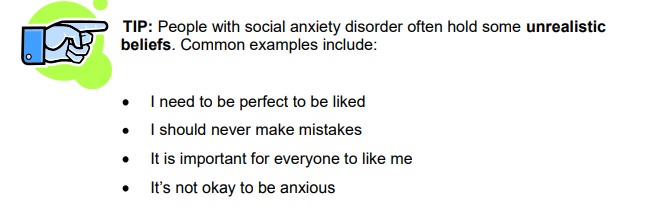 TIP: People with social anxiety disorder often hold some unrealistic
beliefs. Common examples include:
• I need to be perfect to be liked
• I should never make mistakes
• It is important for everyone to like me
• It's not okay to be anxious